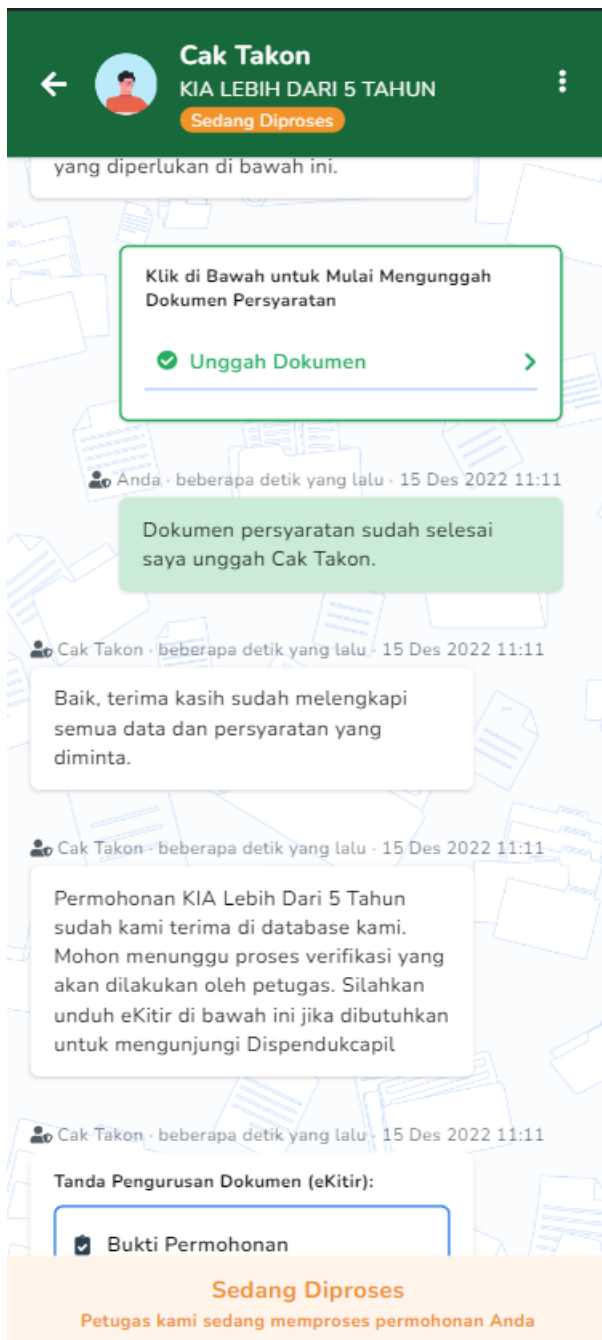 Cak Takon
KIA LEBIH DARI 5 TAHUN
Sedang Diproses
yang diperlukan di bawah ini.
Klik di Bawah untuk Mulai Mengunggah
Dokumen Persyaratan
Unggah Dokumen
Anda · beberapa detik yang lalu · 15 Des 2022 11:11
Dokumen persyaratan sudah selesai
saya unggah Cak Takon.
Cak Takon · beberapa detik yang lalu · 15 Des 2022 11:11
Baik, terima kasih sudah melengkapi
semua data dan persyaratan yang
diminta.
Cak Takon · beberapa detik yang lalu · 15 Des 2022 11:11
Permohonan KIA Lebih Dari 5 Tahun
sudah kami terima di database kami.
Mohon menunggu proses verifikasi yang
akan dilakukan oleh petugas. Silahkan
unduh eKitir di bawah ini jika dibutuhkan
untuk mengunjungi Dispendukcapil
Cak Takon · beberapa detik yang lalu · 15 Des 2022 11:11
Tanda Pengurusan Dokumen (eKitir):
Bukti Permohonan
Sedang Diproses
Petugas kami sedang memproses permohonan Anda